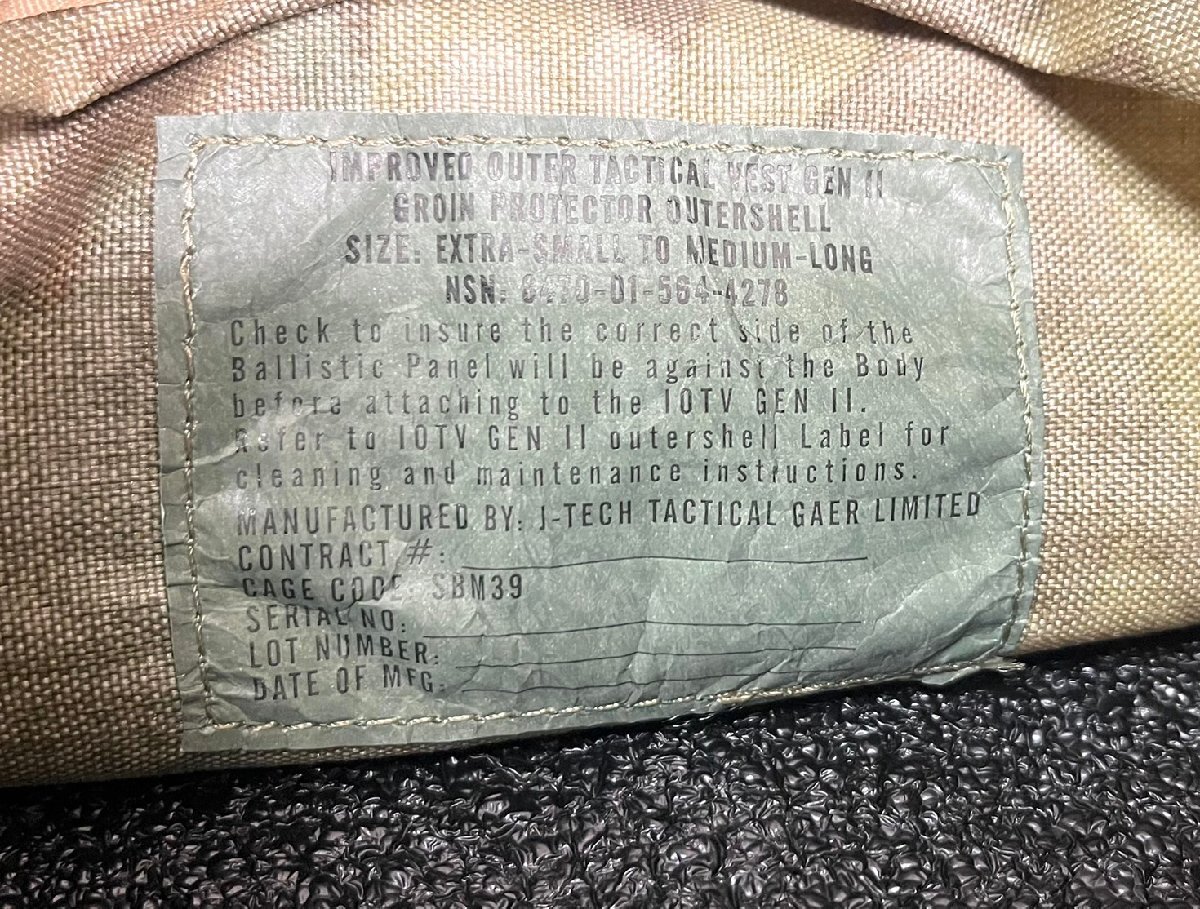 IMPROVED OUTER TACTICAL VEST GEN II
GROIN PROTECTOR OUTERSHELL
SIZE: EXTRA-SMALL TO MEDIUM-LONG
NSN: 8470-01-564-4278
Check to insure the correct side of the
Ballistic Panel will be against the Body
before attaching to the IOTV GEN II.
Refer to IOTV GEN II outershell Label for
cleaning and maintenance instructions.
MANUFACTURED BY: J-TECH TACTICAL GAER LIMITED
CONTRACT #:
CAGE CODE: SBM39
SERIAL NO:
LOT NUMBER:
DATE OF MFG: